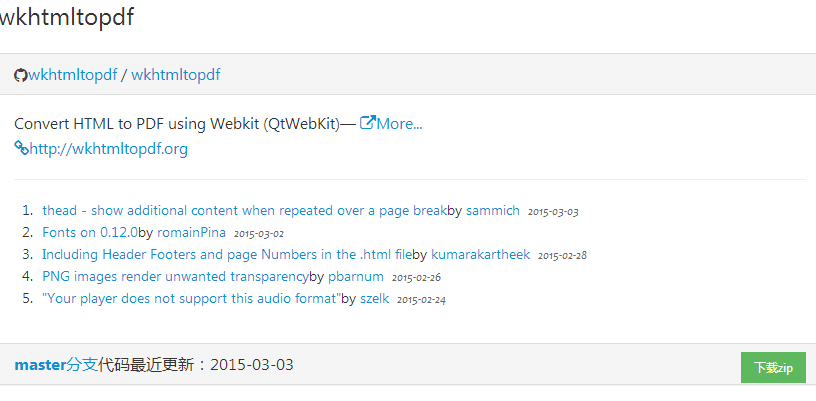 wkhtmltopdf
wkhtmltopdf / wkhtmltopdf
Convert HTML to PDF using Webkit (QtWebKit)— More...
http://wkhtmltopdf.org
1. thead - show additional content when repeated over a page breakby sammich 2015-03-03
2. Fonts on 0.12.0by romainPina 2015-03-02
3. Including Header Footers and page Numbers in the .html fileby kumarakartheek 2015-02-28
4. PNG images render unwanted transparencyby pbarnum 2015-02-26
5. "Your player does not support this audio format"by szelk 2015-02-24
master分支代码最近更新：2015-03-03 下载zip